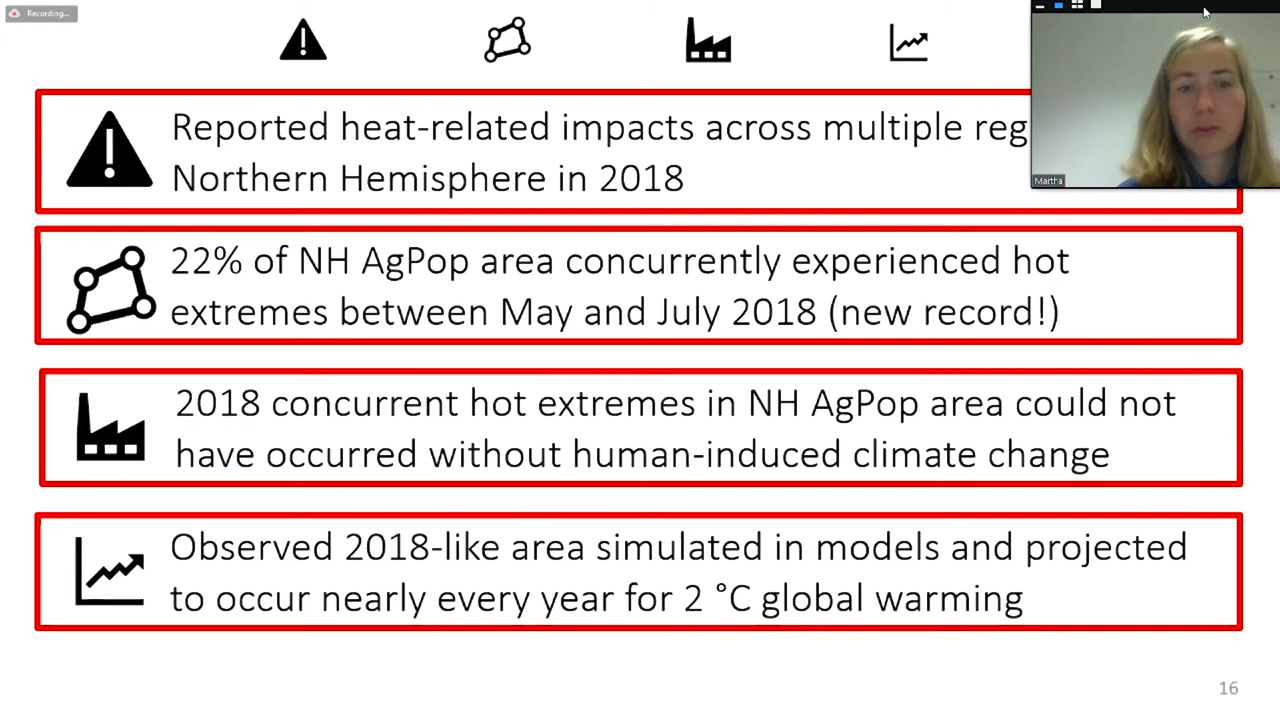 Recording...
Reported heat-related impacts across multiple reg
Northern Hemisphere in 2018
Martha
22% of NH AgPop area concurrently experienced hot
extremes between May and July 2018 (new record!)
2018 concurrent hot extremes in NH AgPop area could not
have occurred without human-induced climate change
Observed 2018-like area simulated in models and projected
to occur nearly every year for 2 °C global warming
16